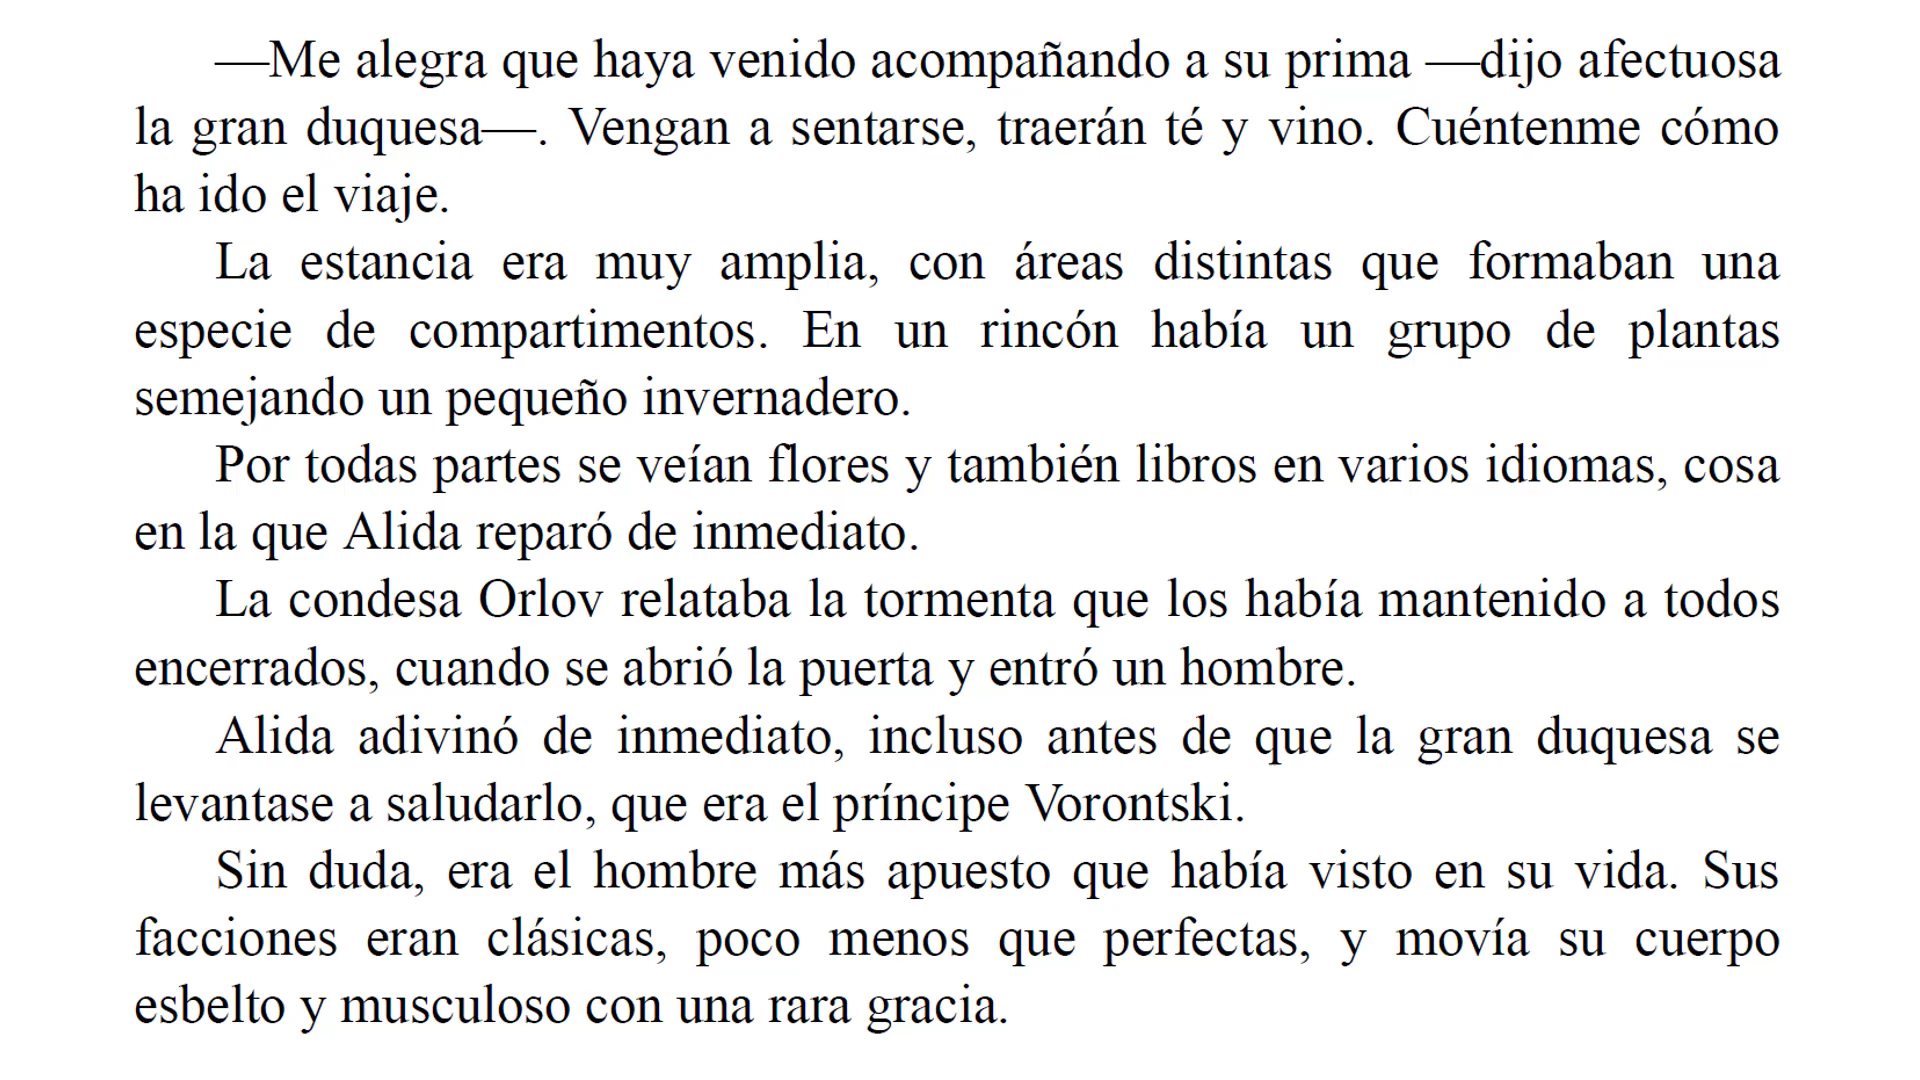 —Me alegra que haya venido acompañando a su prima —dijo afectuosa
la gran duquesa—. Vengan a sentarse, traerán té y vino. Cuéntenme cómo
ha ido el viaje.
La estancia era muy amplia, con áreas distintas que formaban una
especie de compartimentos. En un rincón había un grupo de plantas
semejando un pequeño invernadero.
Por todas partes se veían flores y también libros en varios idiomas, cosa
en la que Alida reparó de inmediato.
La condesa Orlov relataba la tormenta que los había mantenido a todos
encerrados, cuando se abrió la puerta y entró un hombre.
Alida adivinó de inmediato, incluso antes de que la gran duquesa se
levantase a saludarlo, que era el príncipe Vorontski.
Sin duda, era el hombre más apuesto que había visto en su vida. Sus
facciones eran clásicas, poco menos que perfectas, y movía su cuerpo
esbelto y musculoso con una rara gracia.